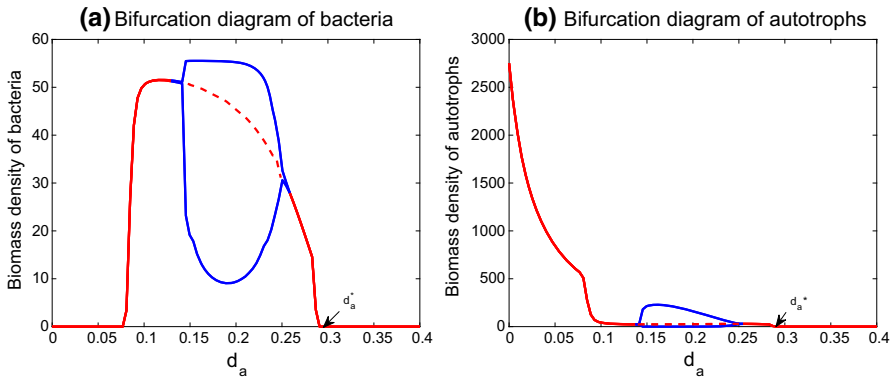 (a) Bifurcation diagram of bacteria
Biomass density of bacteria
60
50
40
30
20
10
0
0 0.05 0.1 0.15 0.2 0.25 0.3 0.35 0.4
d_a
d_a^*
(b) Bifurcation diagram of autotrophs
Biomass density of autotrophs
3000
2500
2000
1500
1000
500
0
0 0.05 0.1 0.15 0.2 0.25 0.3 0.35 0.4
d_a
d_a*